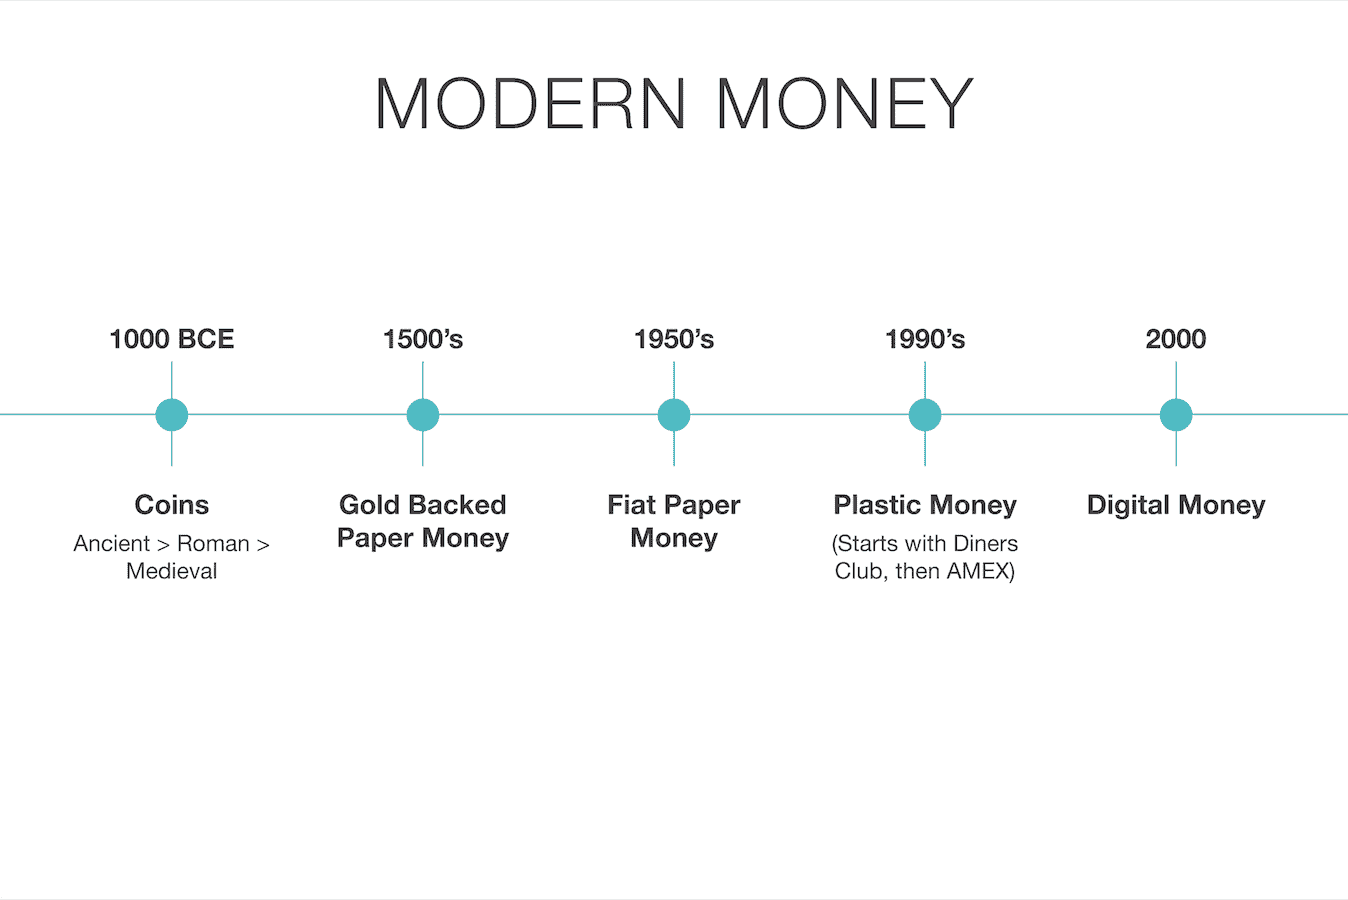 MODERN MONEY
1000 BCE
1500’s
1950’s
1990’s
2000
Coins
Ancient > Roman >
Medieval
Gold Backed
Paper Money
Fiat Paper
Money
Plastic Money
(Starts with Diners
Club, then AMEX)
Digital Money